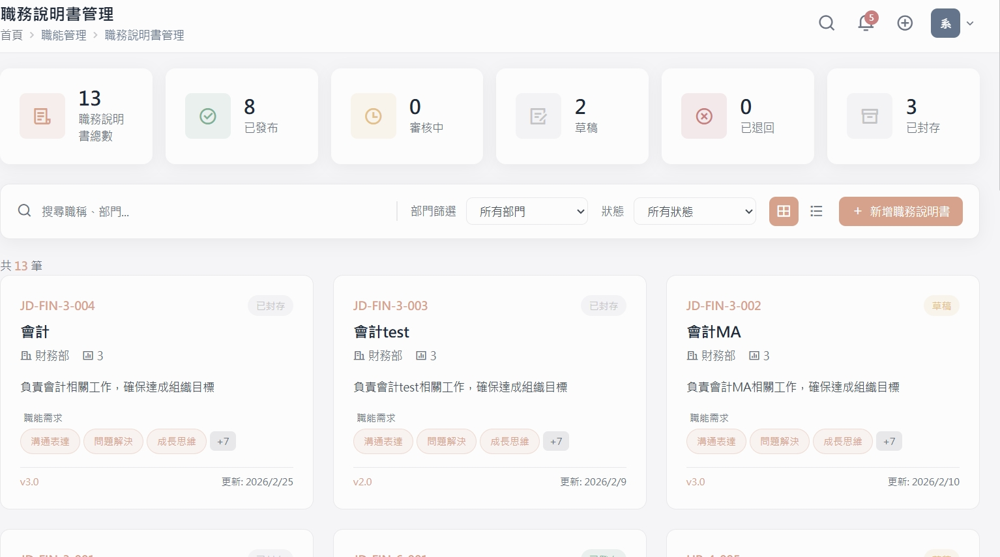 職務說明書管理
首頁 > 職能管理 > 職務說明書管理
5
系
13
職務說明
書總數
8
已發布
0
審核中
2
草稿
0
已退回
3
已封存
搜尋職稱、部門...
部門篩選
所有部門
狀態
所有狀態
+ 新增職務說明書
共 13 筆
JD-FIN-3-004
已封存
會計
財務部 3
負責會計相關工作，確保達成組織目標
職能需求
溝通表達 問題解決 成長思維 +7
v3.0 更新: 2026/2/25
JD-FIN-3-003
已封存
會計test
財務部 3
負責會計test相關工作，確保達成組織目標
職能需求
溝通表達 問題解決 成長思維 +7
v2.0 更新: 2026/2/9
JD-FIN-3-002
草稿
會計MA
財務部 3
負責會計MA相關工作，確保達成組織目標
職能需求
溝通表達 問題解決 成長思維 +7
v3.0 更新: 2026/2/10